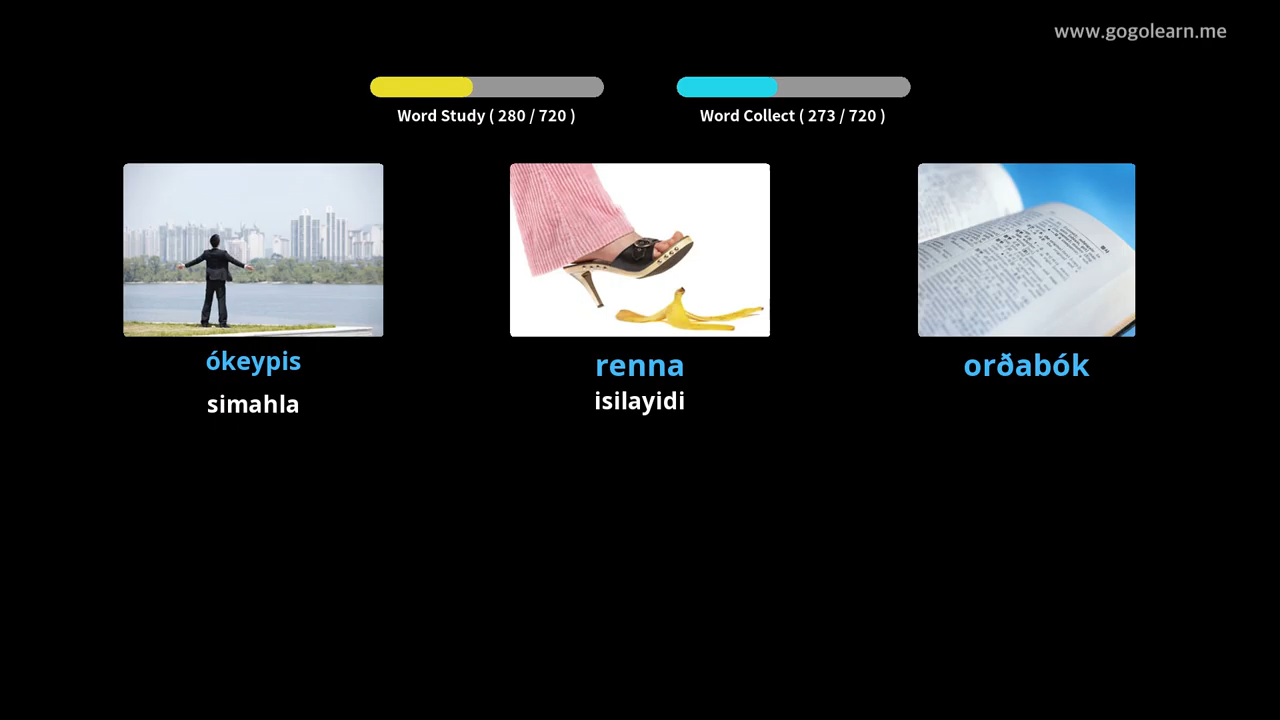 www.gogolearn.me
Word Study ( 280 / 720 )
Word Collect ( 273 / 720 )
ókeypis
simahla
renna
isilayidi
orðabók